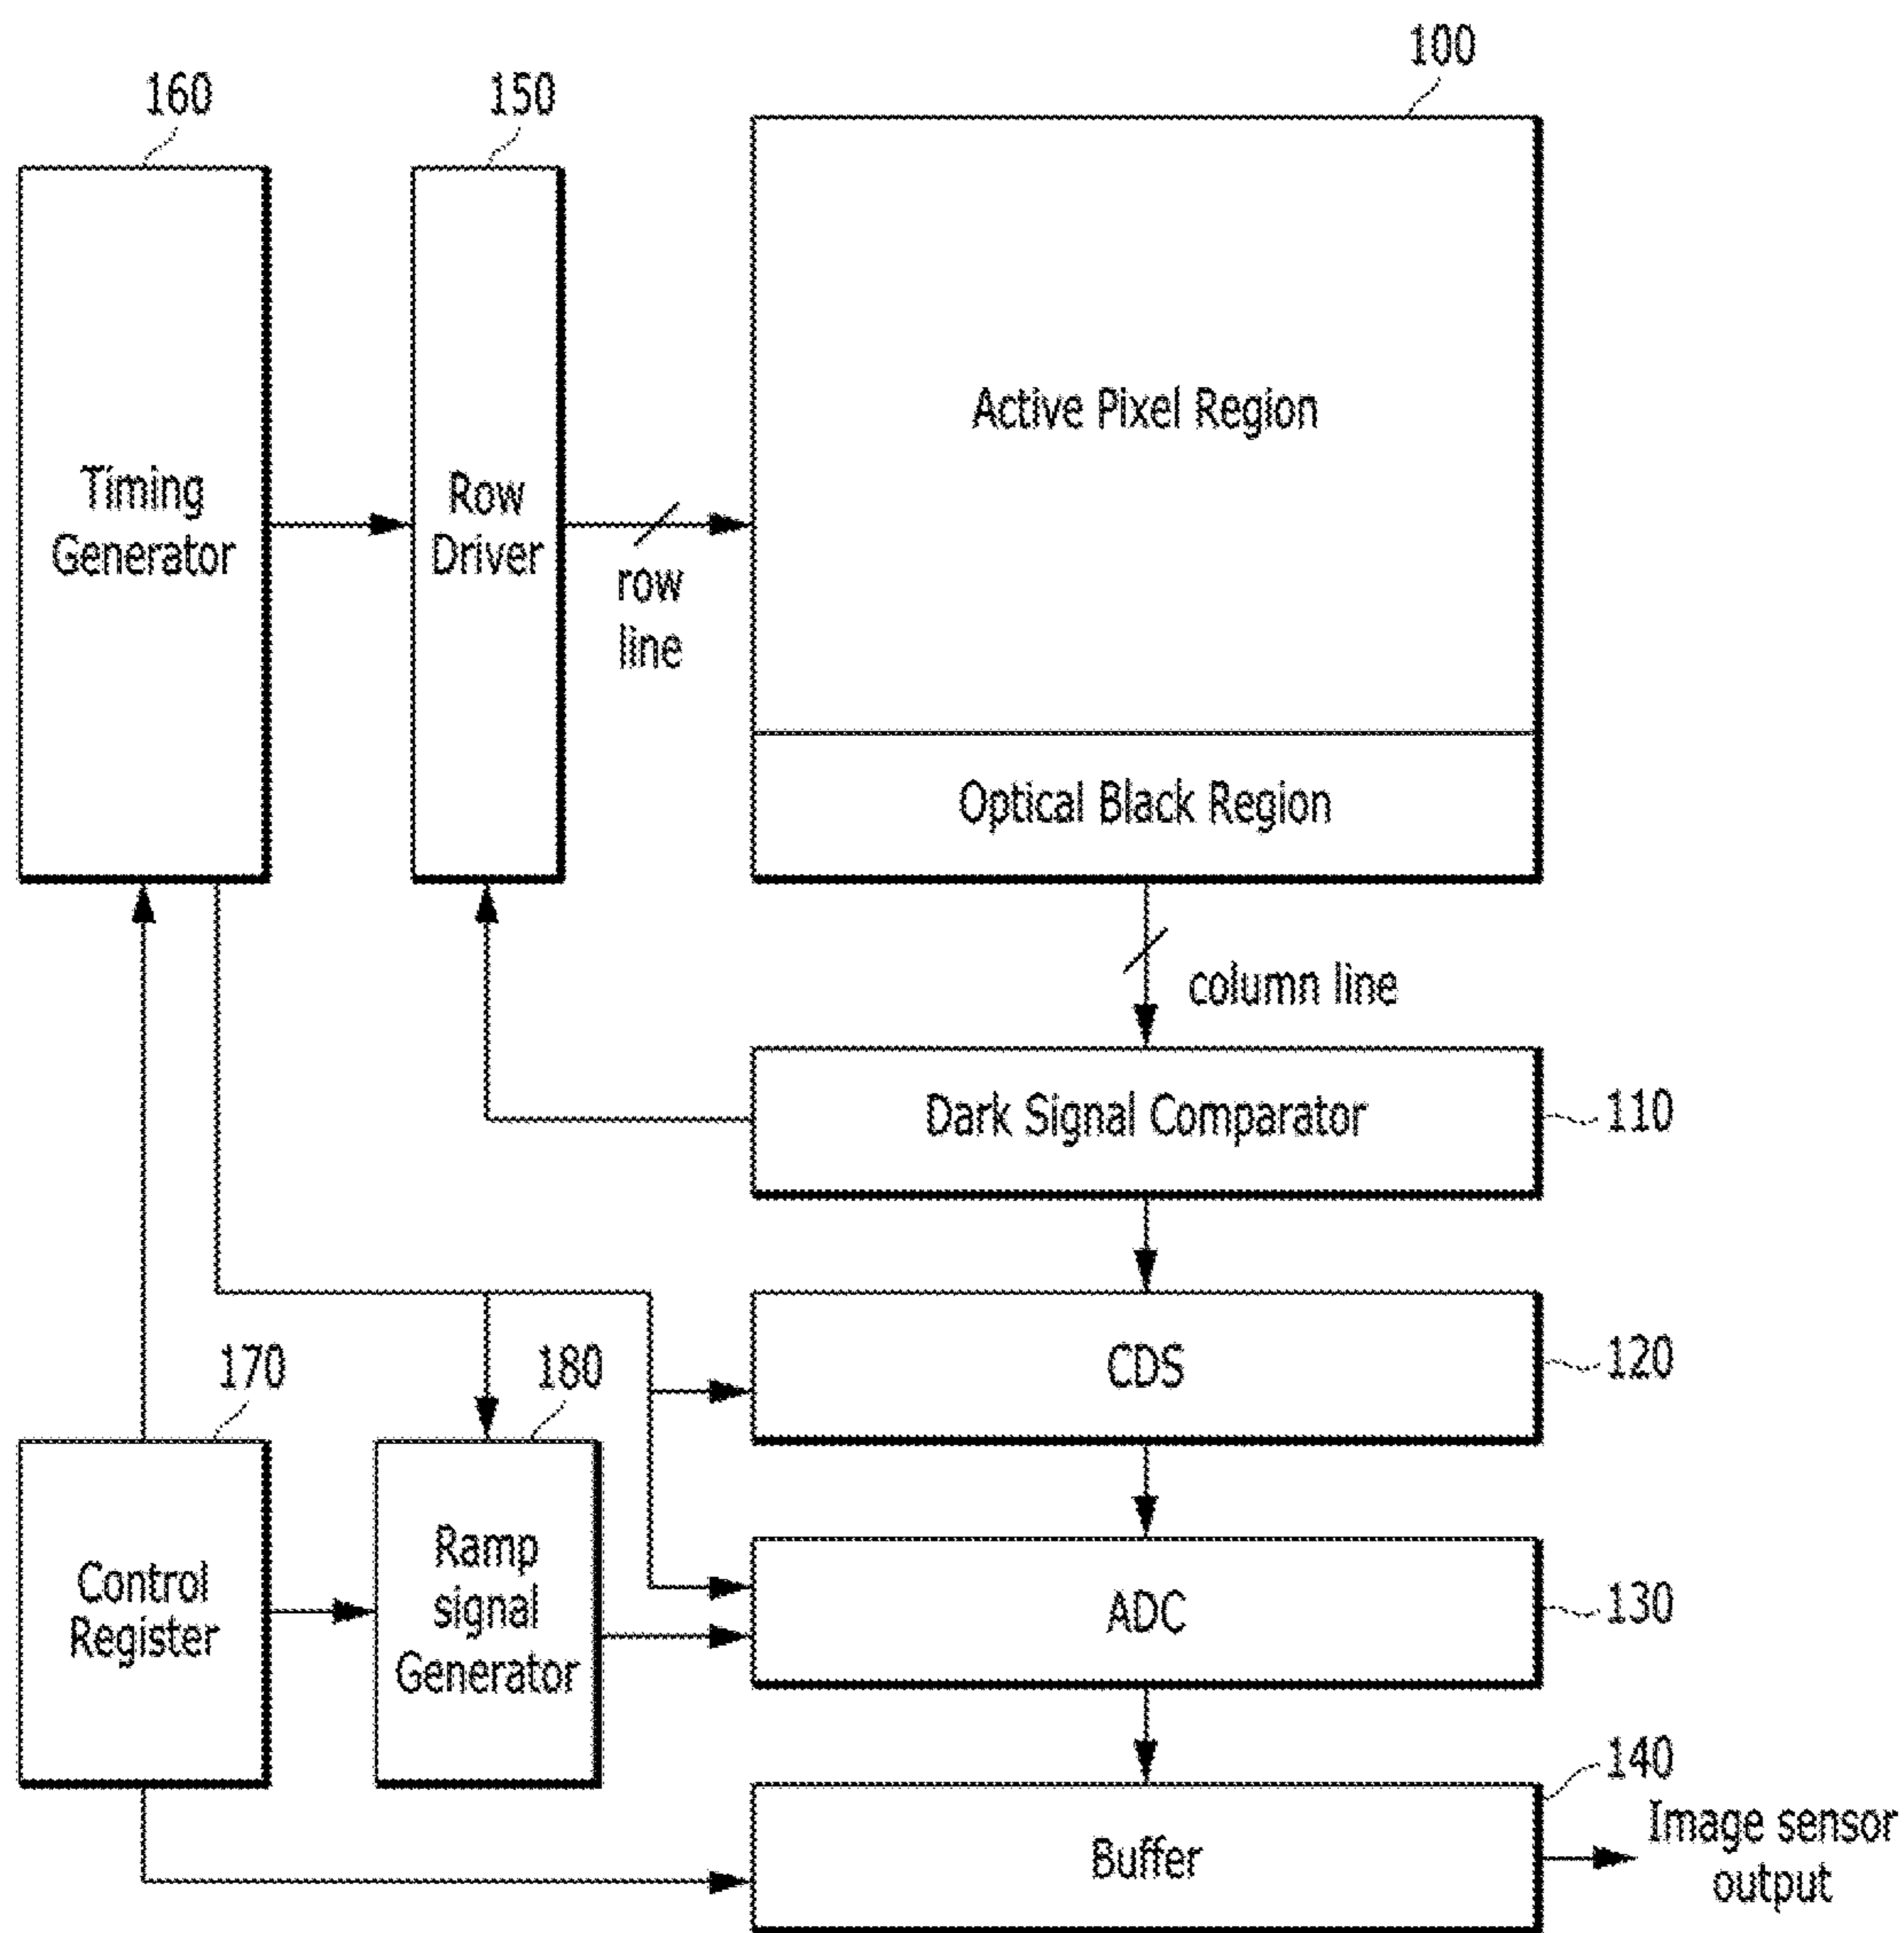 100
160
150
Active Pixel Region
Timing
Generator
Row
Driver
row
line
Optical Black Region
column line
Dark Signal Comparator
110
CDS
120
170
180
Control
Register
Ramp
signal
Generator
ADC
130
140
Buffer
Image sensor
output